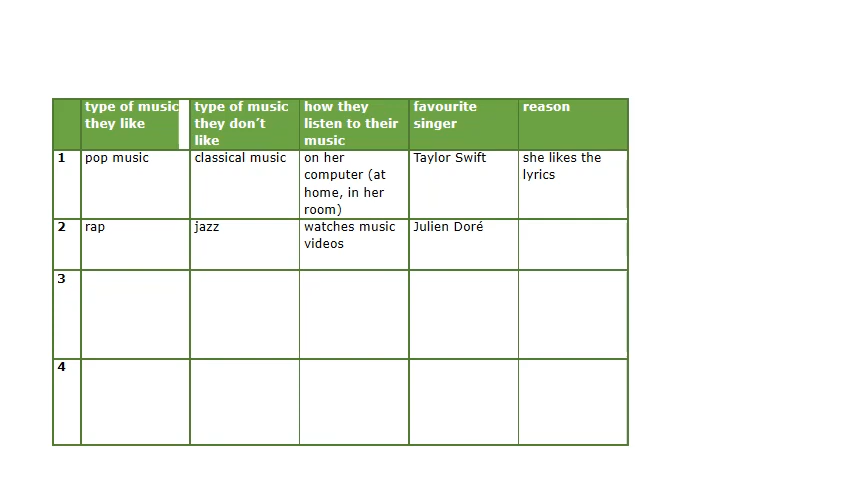 type of music they like
type of music they don't like
how they listen to their music
favourite singer
reason
1
pop music
classical music
on her computer (at home, in her room)
Taylor Swift
she likes the lyrics
2
rap
jazz
watches music videos
Julien Doré
3
4